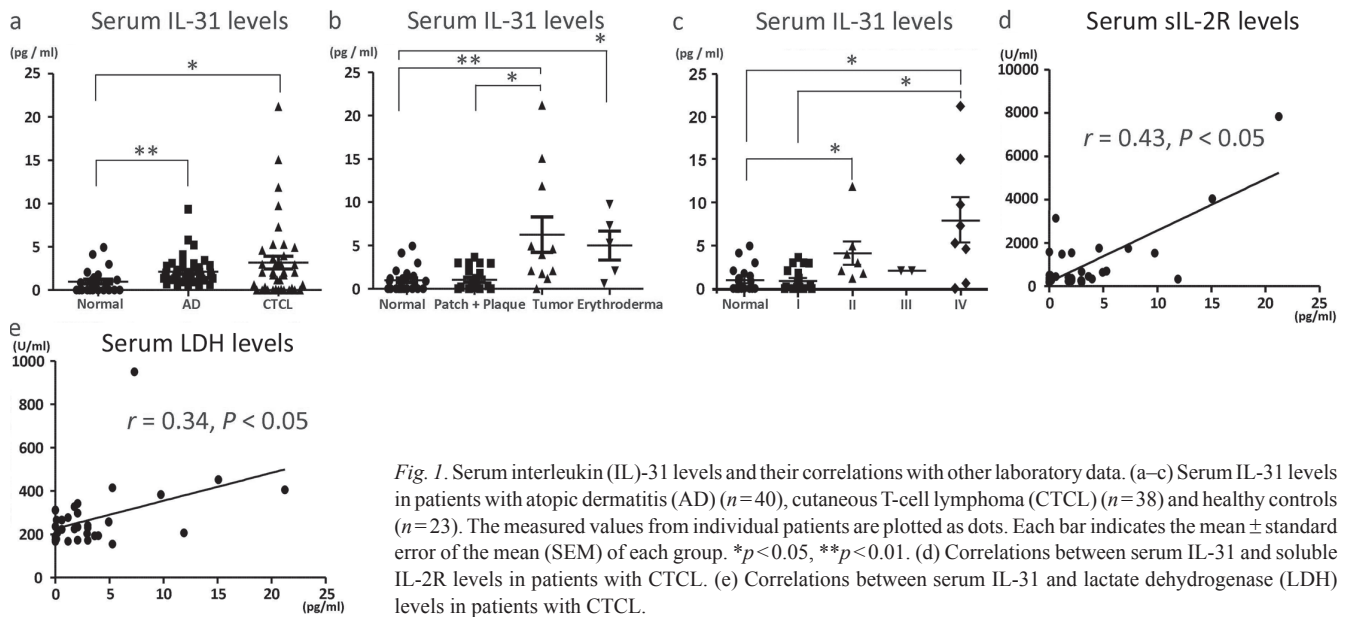 a
Serum IL-31 levels
(pg / ml)
25
20
15
10
5
0
*
**
Normal
AD
CTCL
b
Serum IL-31 levels
(pg / ml)
25
20
15
10
5
0
*
**
*
Normal
Patch + Plaque
Tumor
Erythroderma
c
Serum IL-31 levels
(pg / ml)
25
20
15
10
5
0
*
*
*
Normal
I
II
III
IV
d
Serum sIL-2R levels
(U/ml)
10000
8000
6000
4000
2000
0
r = 0.43, P < 0.05
0 5 10 15 20 25
(pg/ml)
e
Serum LDH levels
(U/ml)
1000
800
600
400
200
0
r = 0.34, P < 0.05
0 5 10 15 20 25
(pg/ml)
Fig. 1. Serum interleukin (IL)-31 levels and their correlations with other laboratory data. (a–c) Serum IL-31 levels
in patients with atopic dermatitis (AD) (n=40), cutaneous T-cell lymphoma (CTCL) (n=38) and healthy controls
(n=23). The measured values from individual patients are plotted as dots. Each bar indicates the mean ± standard
error of the mean (SEM) of each group. *p<0.05, **p<0.01. (d) Correlations between serum IL-31 and soluble
IL-2R levels in patients with CTCL. (e) Correlations between serum IL-31 and lactate dehydrogenase (LDH)
levels in patients with CTCL.